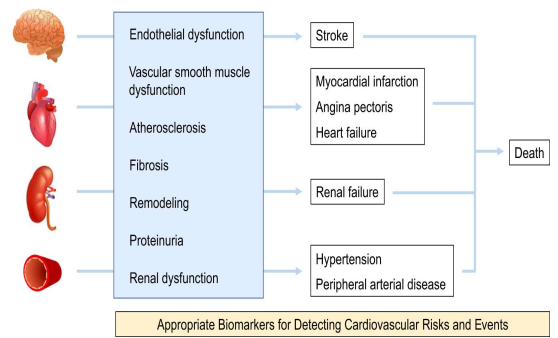 Endothelial dysfunction
Vascular smooth muscle
dysfunction
Atherosclerosis
Fibrosis
Remodeling
Proteinuria
Renal dysfunction
Stroke
Myocardial infarction
Angina pectoris
Heart failure
Renal failure
Hypertension
Peripheral arterial disease
Death
Appropriate Biomarkers for Detecting Cardiovascular Risks and Events